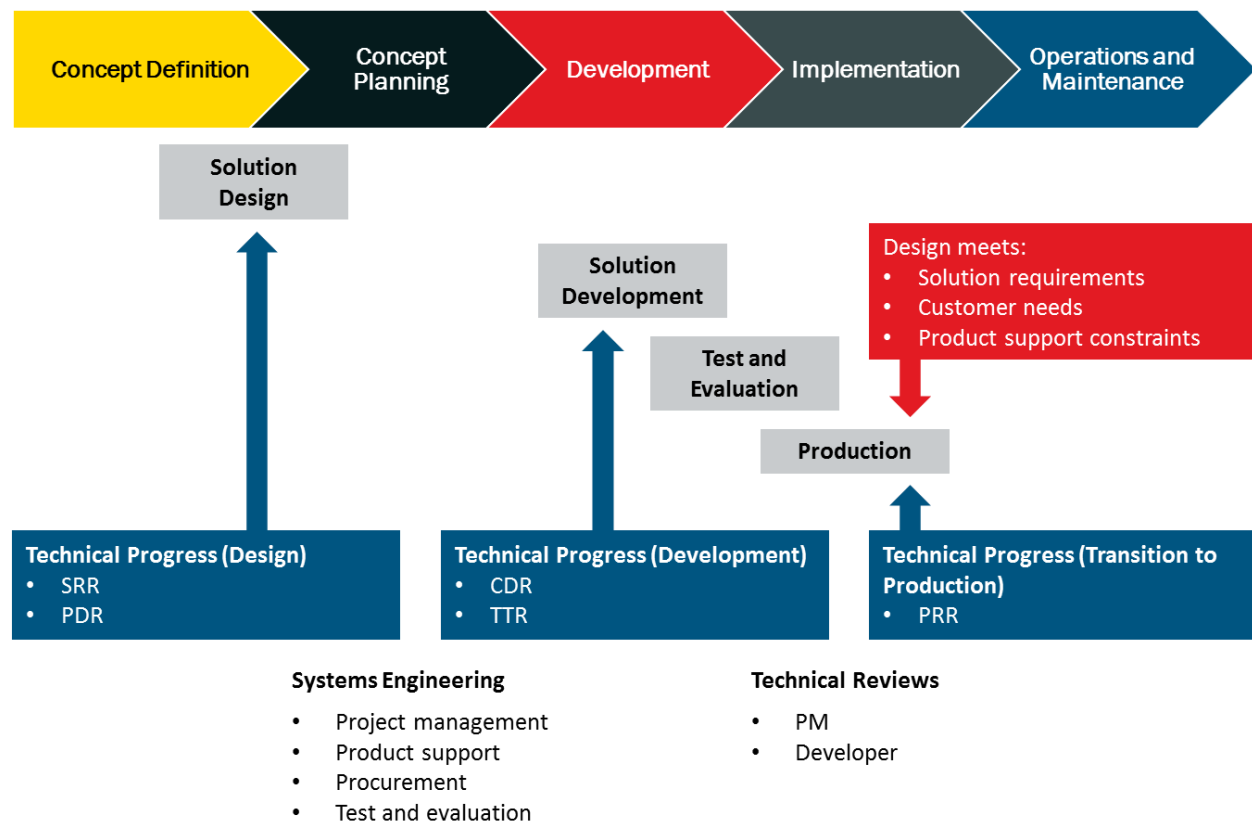 Concept Definition
Concept
Planning
Development
Implementation
Operations and
Maintenance
Solution
Design
Solution
Development
Test and
Evaluation
Design meets:
• Solution requirements
• Customer needs
• Product support constraints
Production
Technical Progress (Design)
• SRR
• PDR
Technical Progress (Development)
• CDR
• TTR
Technical Progress (Transition to
Production)
• PRR
Systems Engineering
• Project management
• Product support
• Procurement
• Test and evaluation
Technical Reviews
• PM
• Developer